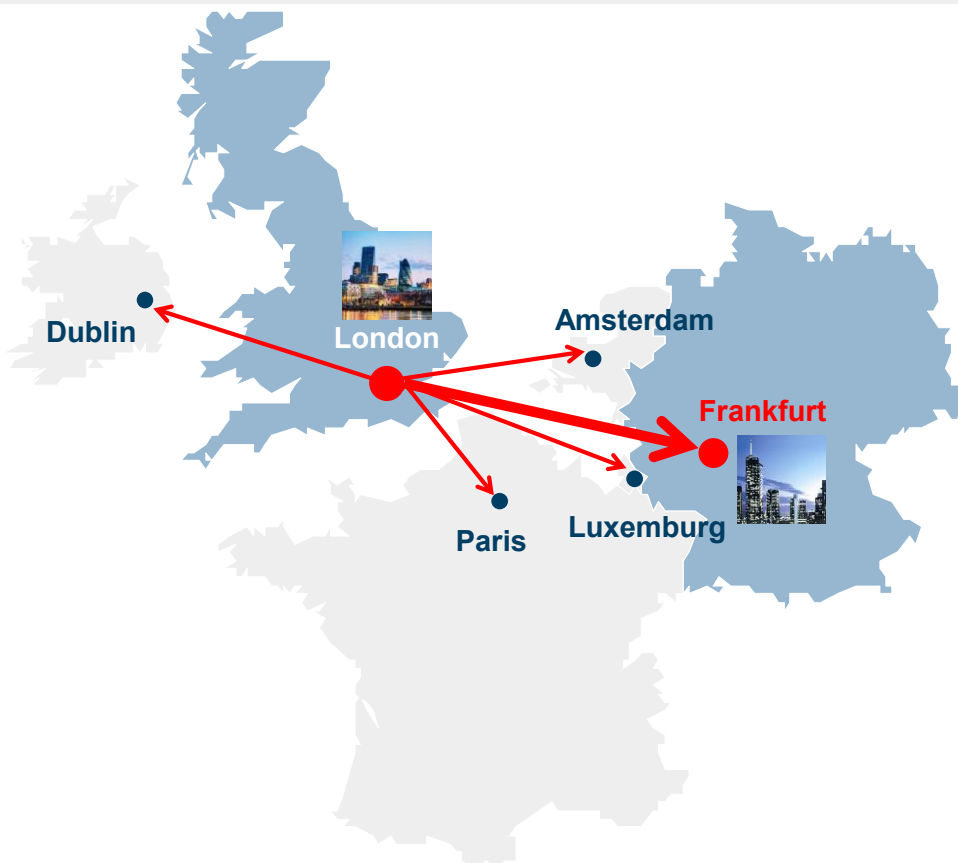 Dublin
London
Amsterdam
Frankfurt
Luxemburg
Paris